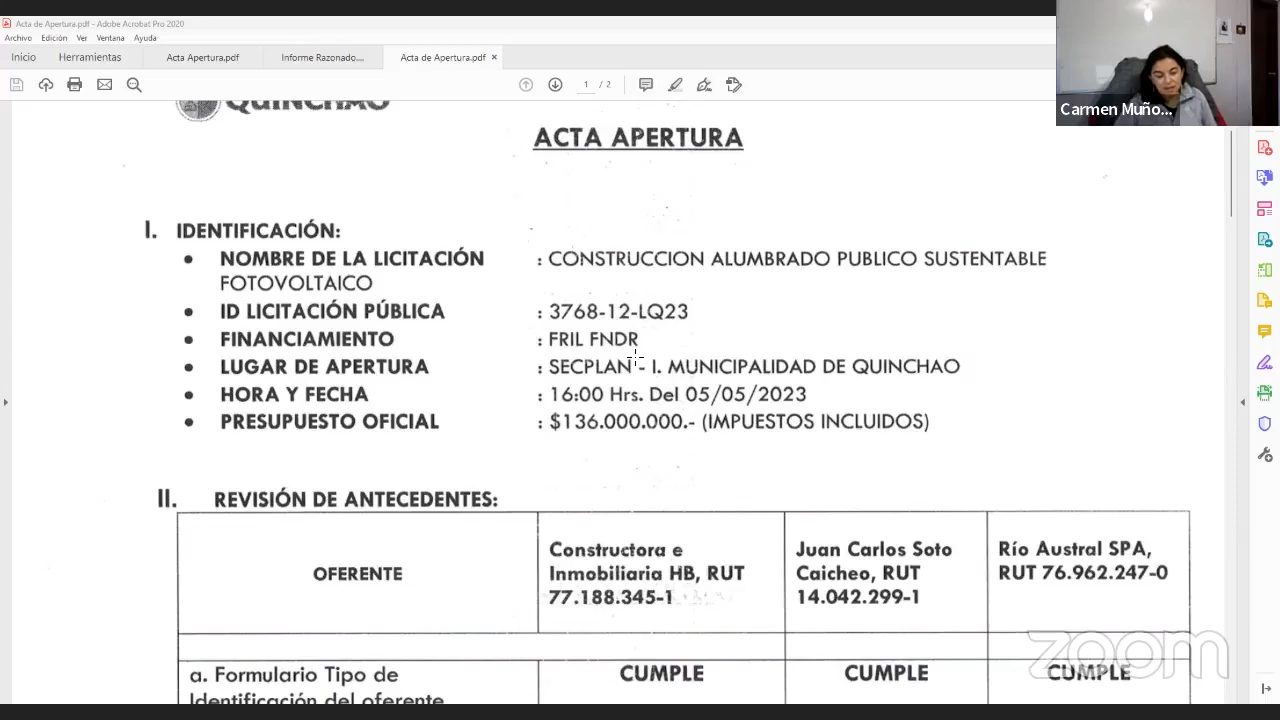 Acta de Apertura.pdf - Adobe Acrobat Pro 2020
Archivo Edición Ver Ventana Ayuda
Inicio Herramientas Acta Apertura.pdf Informe Razonado.... Acta de Apertura.pdf ×
1 / 2
Carmen Muño...
QUINCHAO
ACTA APERTURA
I. IDENTIFICACIÓN:
• NOMBRE DE LA LICITACIÓN : CONSTRUCCION ALUMBRADO PUBLICO SUSTENTABLE
FOTOVOLTAICO
• ID LICITACIÓN PÚBLICA : 3768-12-LQ23
• FINANCIAMIENTO : FRIL FNDR
• LUGAR DE APERTURA : SECPLAN - I. MUNICIPALIDAD DE QUINCHAO
• HORA Y FECHA : 16:00 Hrs. Del 05/05/2023
• PRESUPUESTO OFICIAL : $136.000.000.- (IMPUESTOS INCLUIDOS)
II. REVISIÓN DE ANTECEDENTES:
OFERENTE
Constructora e
Inmobiliaria HB, RUT
77.188.345-1
Juan Carlos Soto
Caicheo, RUT
14.042.299-1
Río Austral SPA,
RUT 76.962.247-0
a. Formulario Tipo de
Identificación del oferente
CUMPLE CUMPLE CUMPLE
zoom